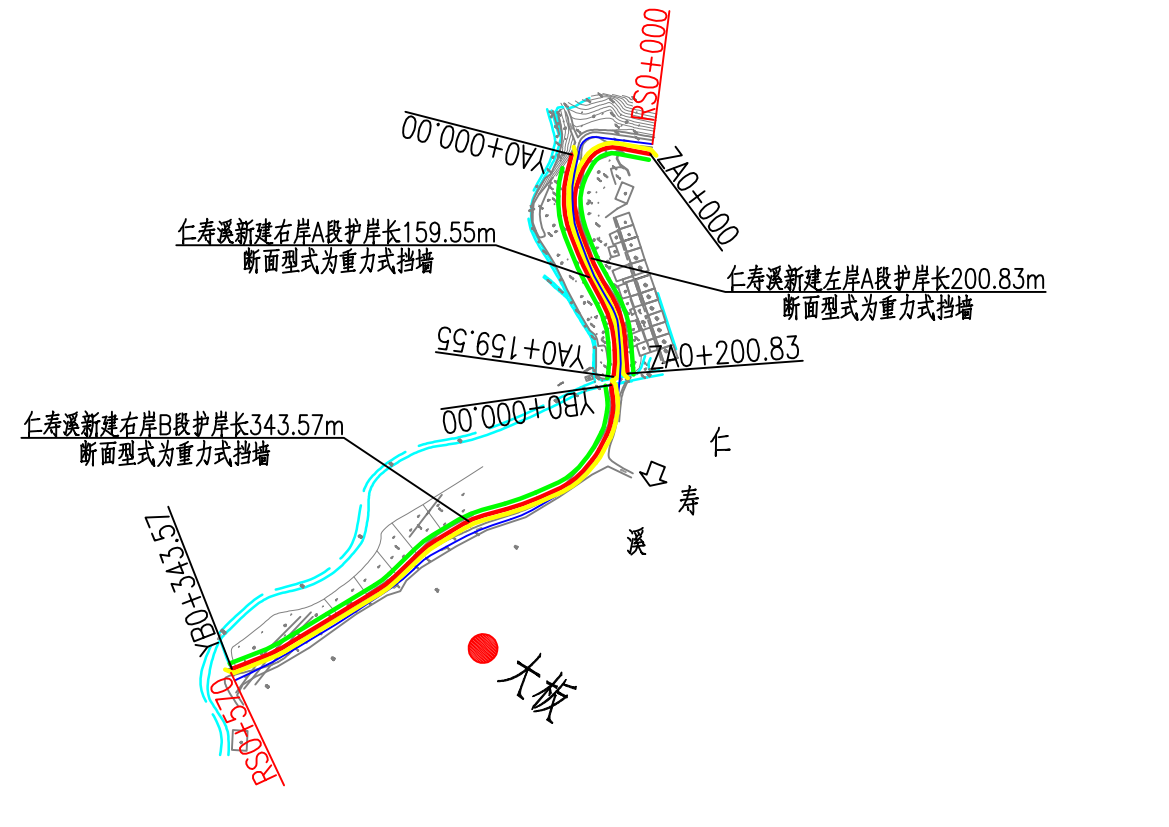 RS0+000
YA0+000.00
ZA0+000
仁寿溪新建右岸A段护岸长159.55m
断面型式为重力式挡墙
仁寿溪新建左岸A段护岸长200.83m
断面型式为重力式挡墙
YA0+159.55
ZA0+200.83
YB0+000.00
仁寿溪新建右岸B段护岸长343.57m
断面型式为重力式挡墙
仁
寿
溪
YB0+343.57
大板
RS0+570